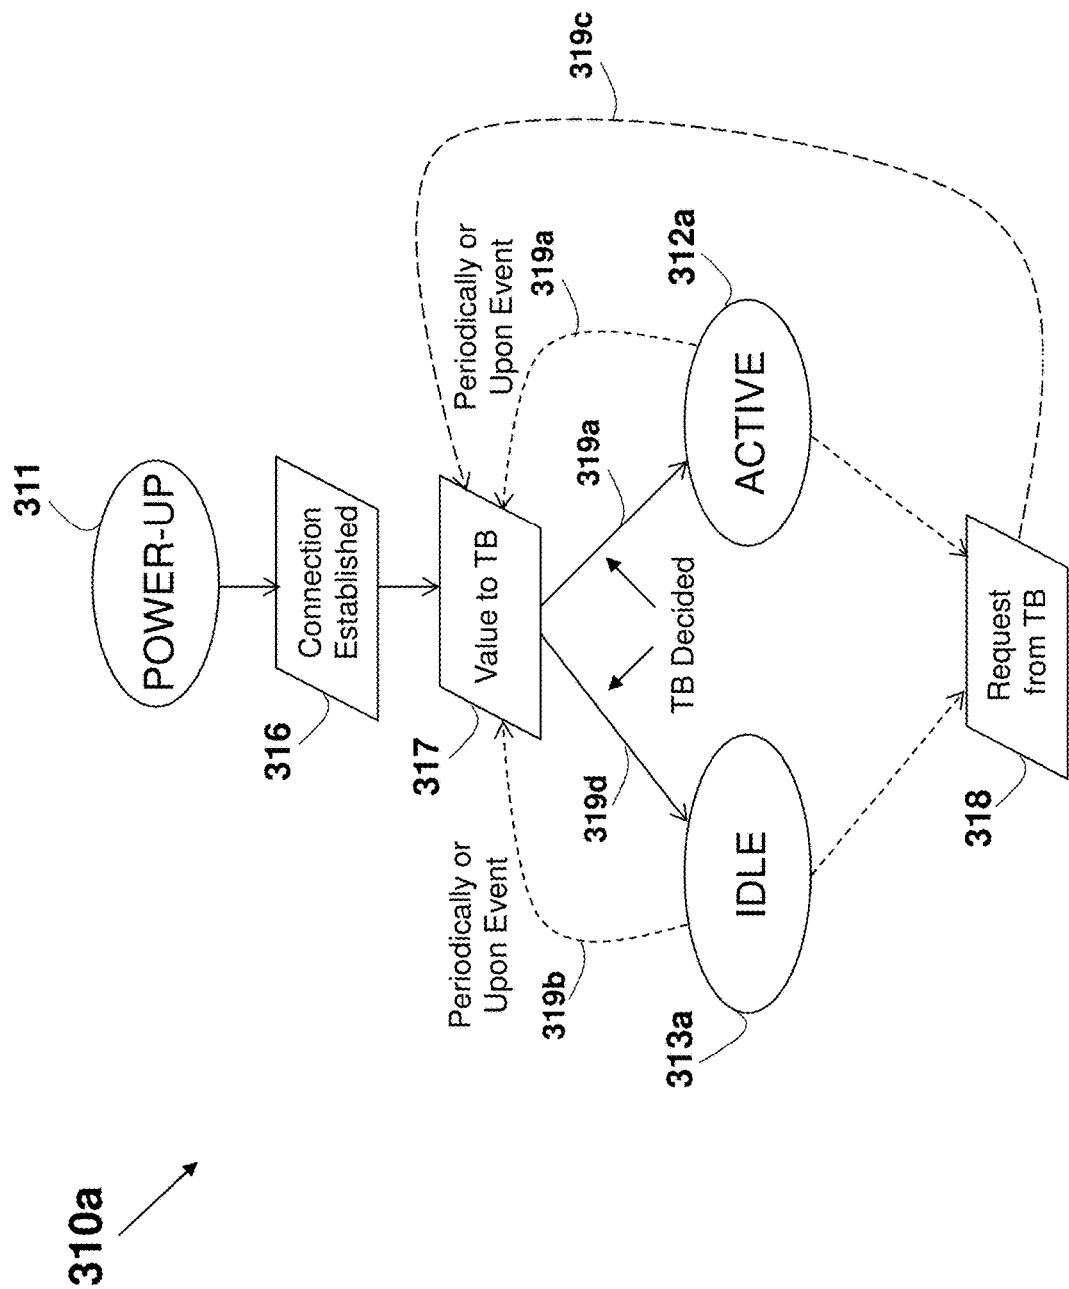 310a
311
POWER-UP
316
Connection
Established
317
Value to TB
Periodically or
Upon Event
319b
Periodically or
Upon Event
319a
319c
319d
319a
TB Decided
313a
IDLE
312a
ACTIVE
318
Request
from TB